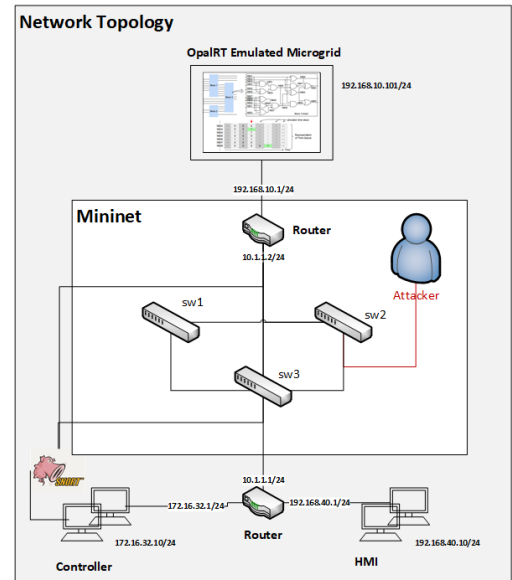 Network Topology
OpalRT Emulated Microgrid
192.168.10.101/24
192.168.10.1/24
Mininet
Router
10.1.1.2/24
Attacker
sw1
sw2
sw3
10.1.1.1/24
172.16.32.1/24
192.168.40.1/24
Router
172.16.32.10/24
192.168.40.10/24
Controller
HMI